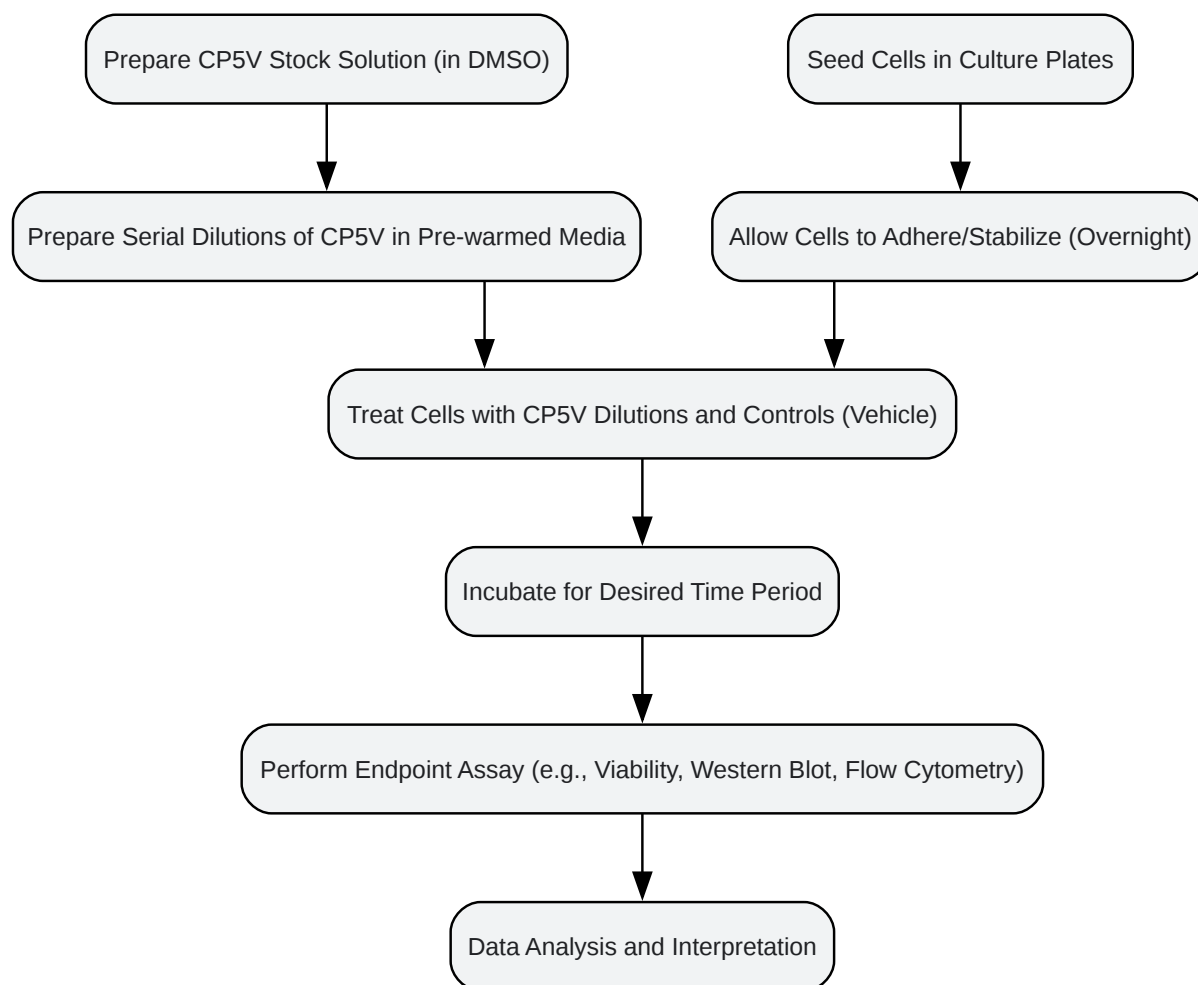 Prepare CP5V Stock Solution (in DMSO)
Seed Cells in Culture Plates
Prepare Serial Dilutions of CP5V in Pre-warmed Media
Allow Cells to Adhere/Stabilize (Overnight)
Treat Cells with CP5V Dilutions and Controls (Vehicle)
Incubate for Desired Time Period
Perform Endpoint Assay (e.g., Viability, Western Blot, Flow Cytometry)
Data Analysis and Interpretation